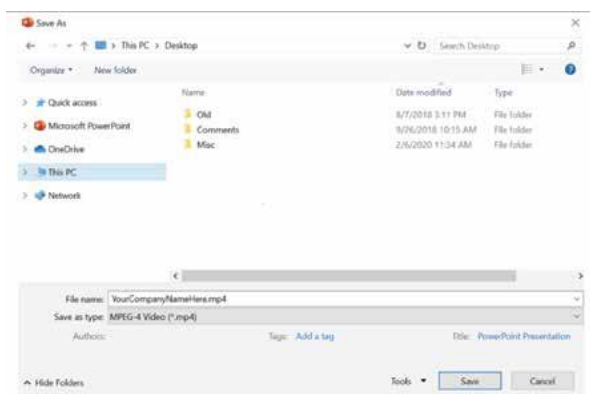 Save As
This PC > Desktop
Search Desktop
Organize
New folder
Name
Date modified
Type
Quick access
Microsoft PowerPoint
OneDrive
This PC
Network
Old
8/7/2018 3:11 PM
File folder
Comments
9/26/2018 10:15 AM
File folder
Misc
2/6/2020 11:34 AM
File folder
File name: YourCompanyNameHere.mp4
Save as type: MPEG-4 Video (*.mp4)
Authors:
Tags: Add a tag
Title: PowerPoint Presentation
Hide Folders
Tools
Save
Cancel